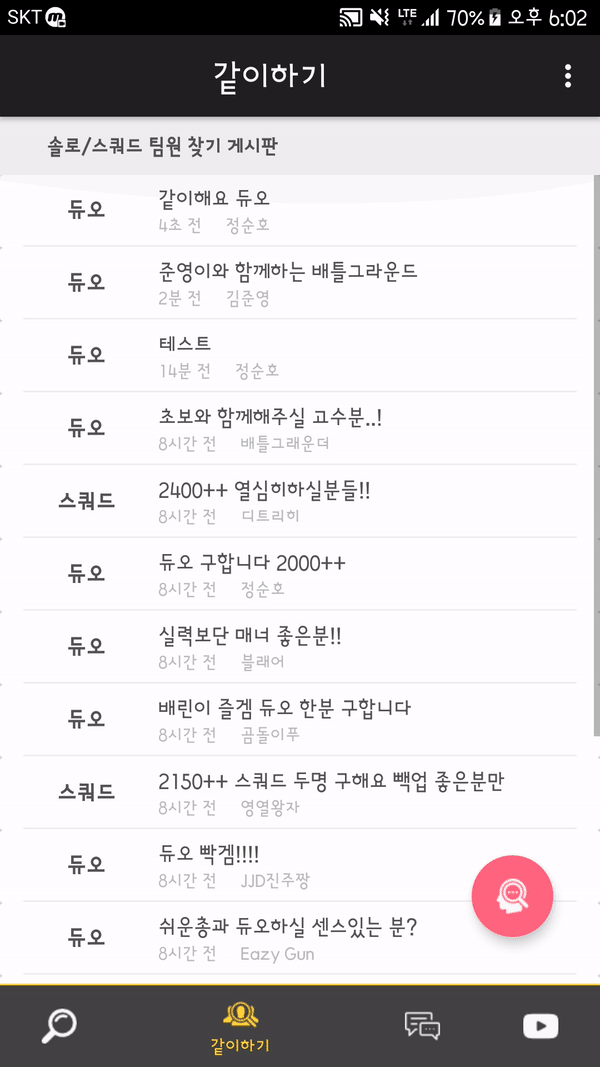 SKT LTE 70% 오후 6:02
같이하기
솔로/스쿼드 팀원 찾기 게시판
듀오 같이해요 듀오
4초 전 정순호
듀오 준영이와 함께하는 배틀그라운드
2분 전 김준영
듀오 테스트
14분 전 정순호
듀오 초보와 함께해주실 고수분..!
8시간 전 배틀그래운더
스쿼드 2400++ 열심히하실분들!!
8시간 전 디트리히
듀오 듀오 구합니다 2000++
8시간 전 정순호
듀오 실력보단 매너 좋은분!!
8시간 전 블래어
듀오 배린이 즐겜 듀오 한분 구합니다
8시간 전 곰돌이푸
스쿼드 2150++ 스쿼드 두명 구해요 빽업 좋은분만
8시간 전 영열왕자
듀오 듀오 빡겜!!!!
8시간 전 JJD진주짱
듀오 쉬운총과 듀오하실 센스있는 분?
8시간 전 Eazy Gun
같이하기